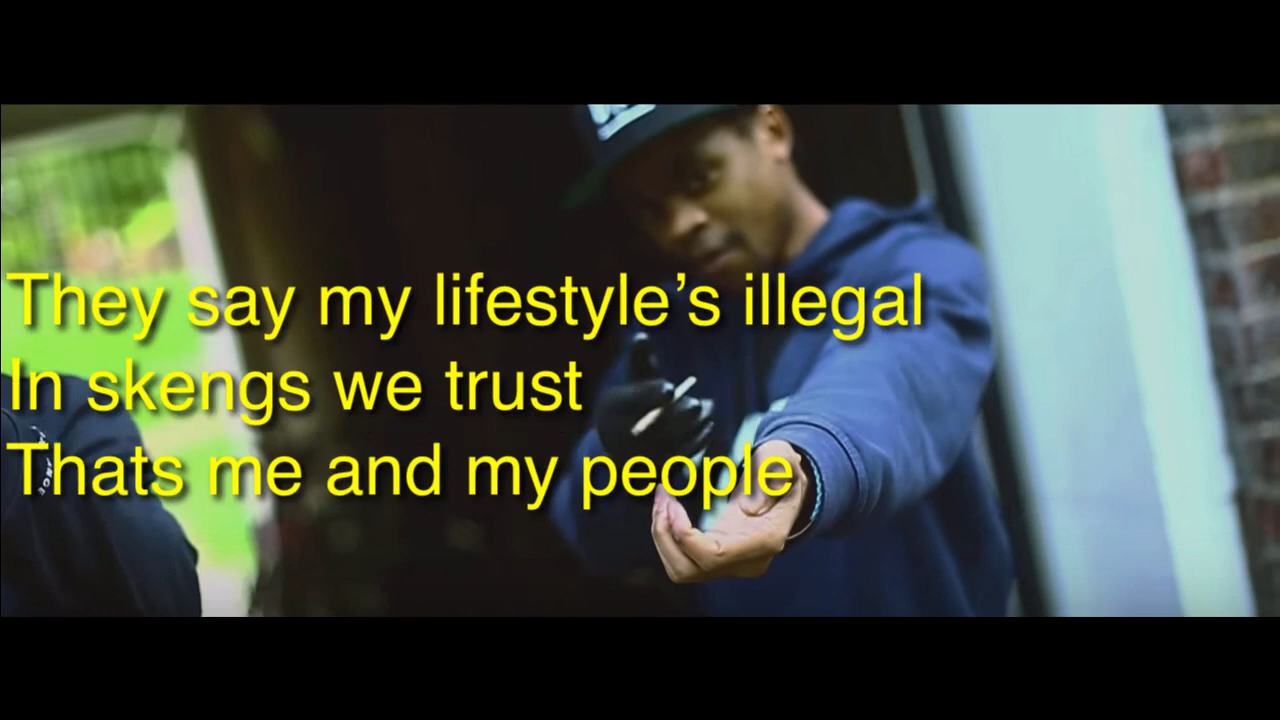 They say my lifestyle’s illegal
In skengs we trust
Thats me and my people